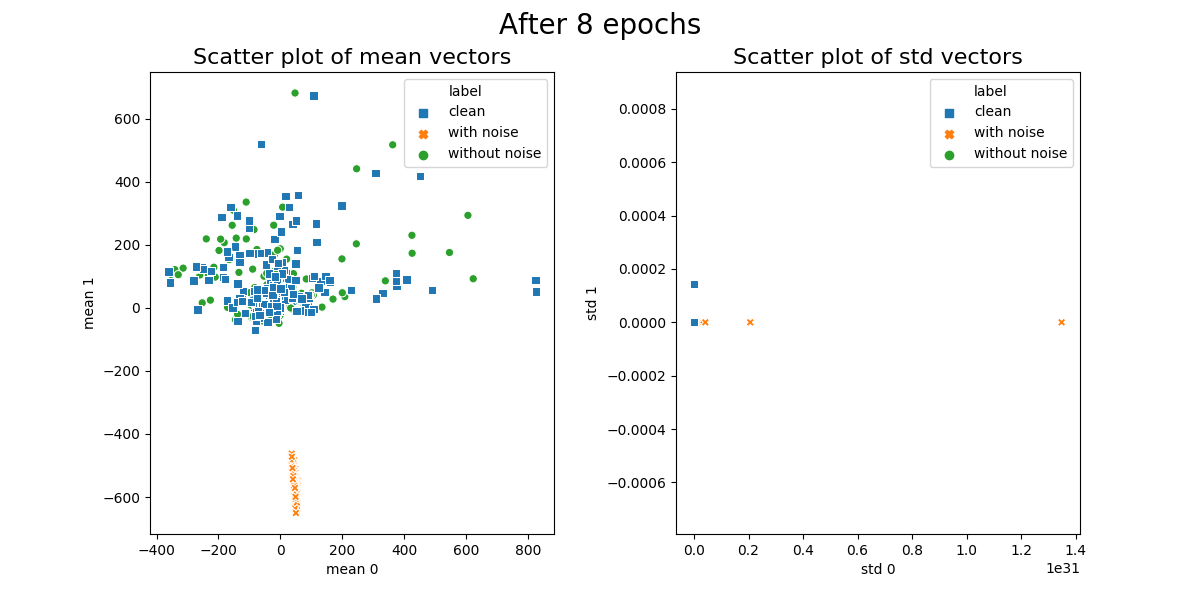 After 8 epochs
Scatter plot of mean vectors
label
clean
with noise
without noise
600
400
200
0
−200
−400
−600
mean 1
−400
−200
0
200
400
600
800
mean 0
Scatter plot of std vectors
label
clean
with noise
without noise
0.0008
0.0006
0.0004
0.0002
0.0000
−0.0002
−0.0004
−0.0006
std 1
0.0
0.2
0.4
0.6
0.8
1.0
1.2
1.4
1e31
std 0